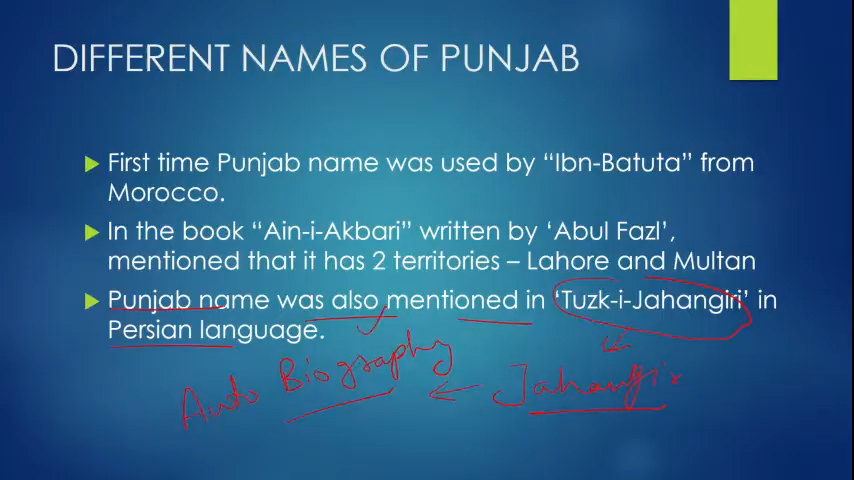 DIFFERENT NAMES OF PUNJAB
First time Punjab name was used by “Ibn-Batuta” from
Morocco.
In the book “Ain-i-Akbari” written by ‘Abul Fazl’,
mentioned that it has 2 territories – Lahore and Multan
Punjab name was also mentioned in ‘Tuzk-i-Jahangiri’ in
Persian language.
Auto Biography ← Jahangir